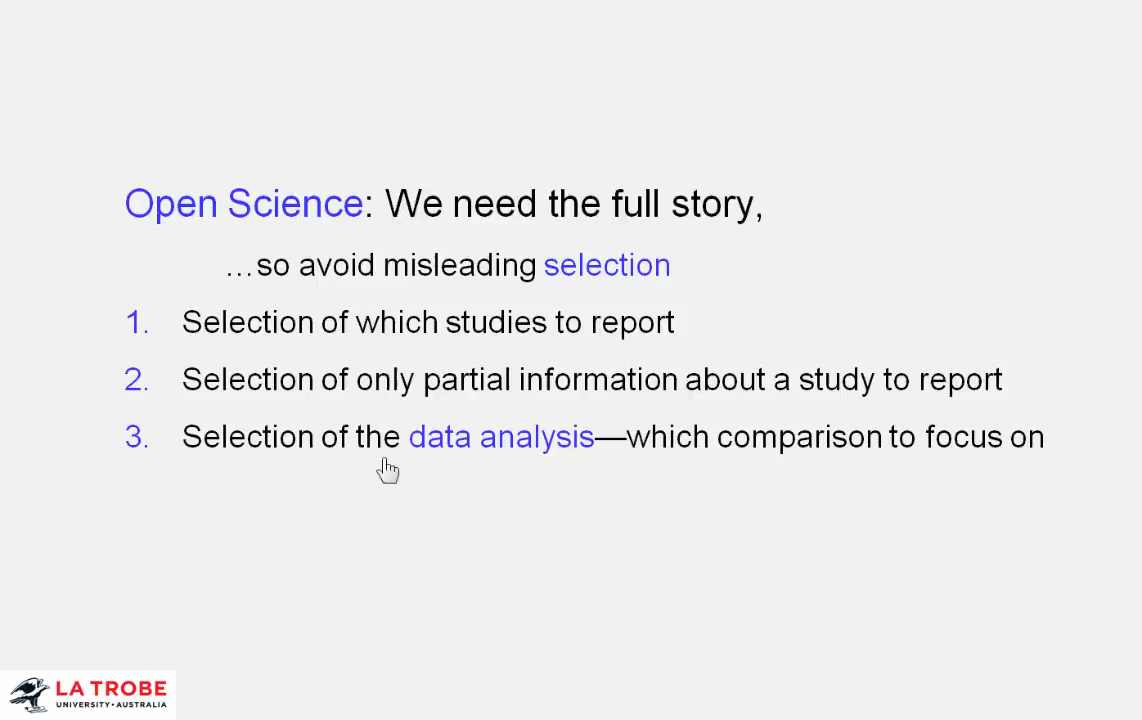 Open Science: We need the full story,
…so avoid misleading selection
1. Selection of which studies to report
2. Selection of only partial information about a study to report
3. Selection of the data analysis—which comparison to focus on
LA TROBE
UNIVERSITY • AUSTRALIA